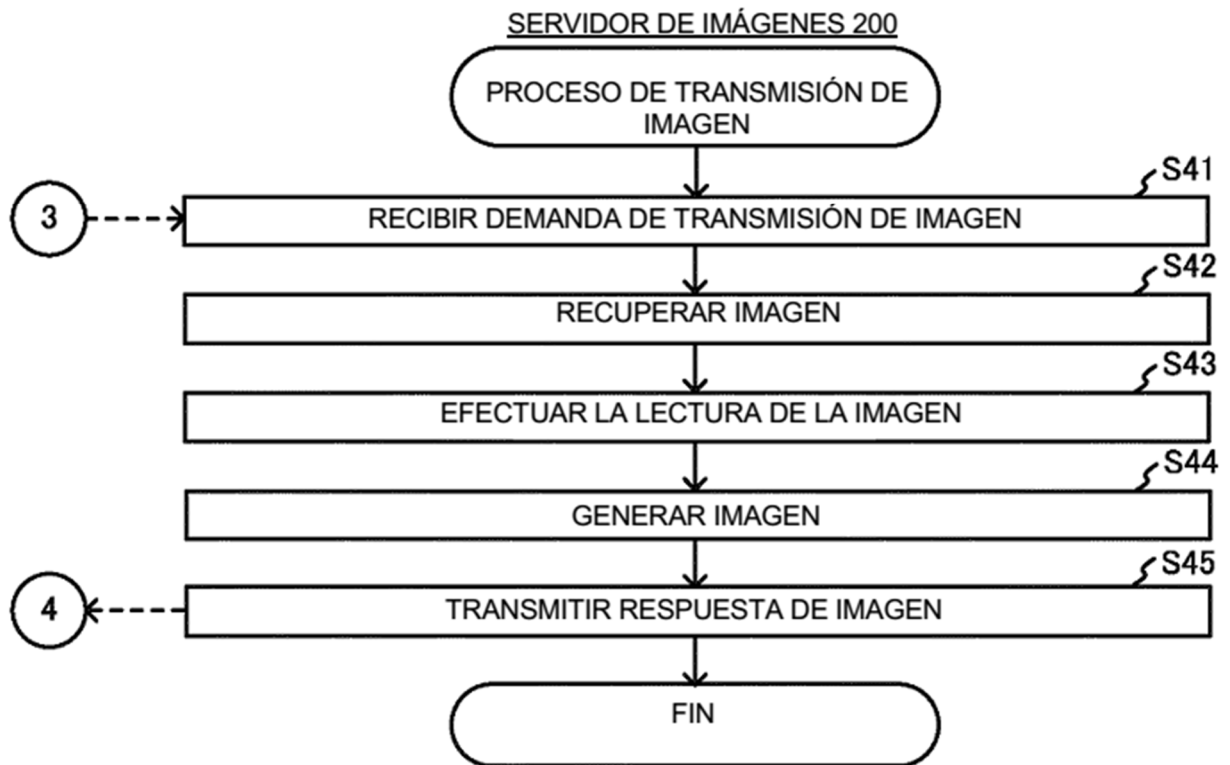 SERVIDOR DE IMÁGENES 200
PROCESO DE TRANSMISIÓN DE
IMAGEN
S41
3
RECIBIR DEMANDA DE TRANSMISIÓN DE IMAGEN
S42
RECUPERAR IMAGEN
S43
EFECTUAR LA LECTURA DE LA IMAGEN
S44
GENERAR IMAGEN
S45
4
TRANSMITIR RESPUESTA DE IMAGEN
FIN